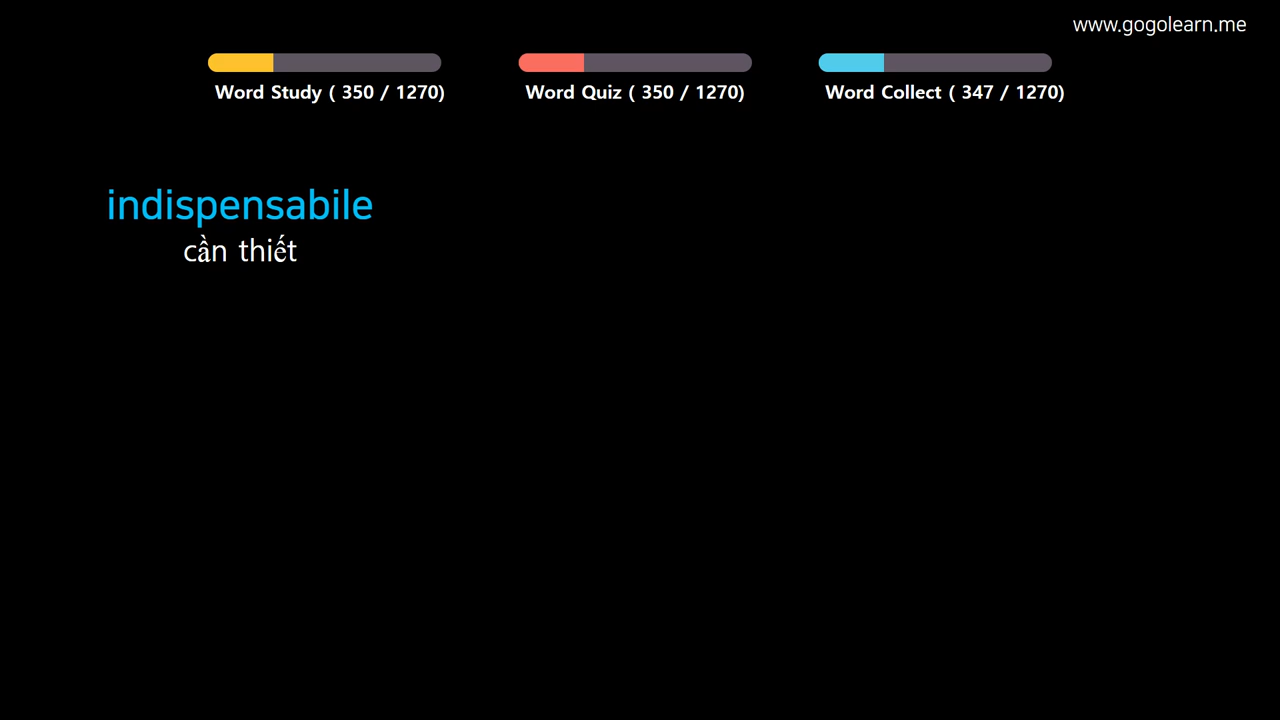 www.gogolearn.me
Word Study ( 350 / 1270)
Word Quiz ( 350 / 1270)
Word Collect ( 347 / 1270)
indispensabile
cần thiết